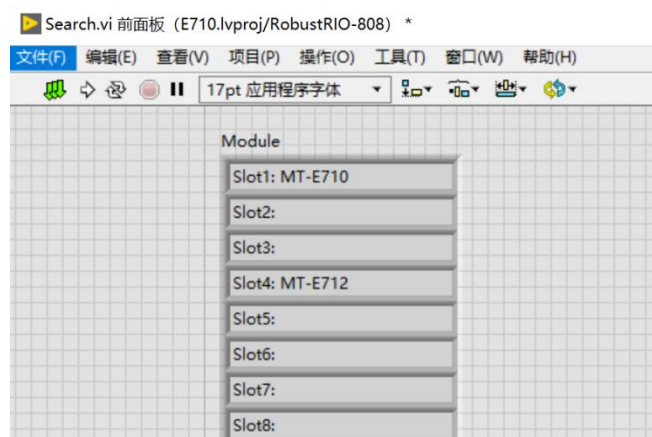 Search.vi 前面板（E710.lvproj/RobustRIO-808） *
文件(F) 编辑(E) 查看(V) 项目(P) 操作(O) 工具(T) 窗口(W) 帮助(H)
17pt 应用程序字体
Module
Slot1: MT-E710
Slot2:
Slot3:
Slot4: MT-E712
Slot5:
Slot6:
Slot7:
Slot8: